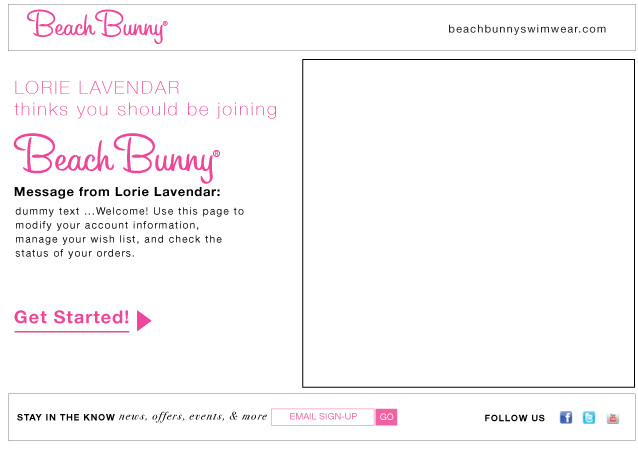 Beach Bunny®
beachbunnyswimwear.com
LORIE LAVENDAR
thinks you should be joining
Beach Bunny®
Message from Lorie Lavendar:
dummy text ...Welcome! Use this page to
modify your account information,
manage your wish list, and check the
status of your orders.
Get Started!
STAY IN THE KNOW news, offers, events, & more EMAIL SIGN-UP GO FOLLOW US